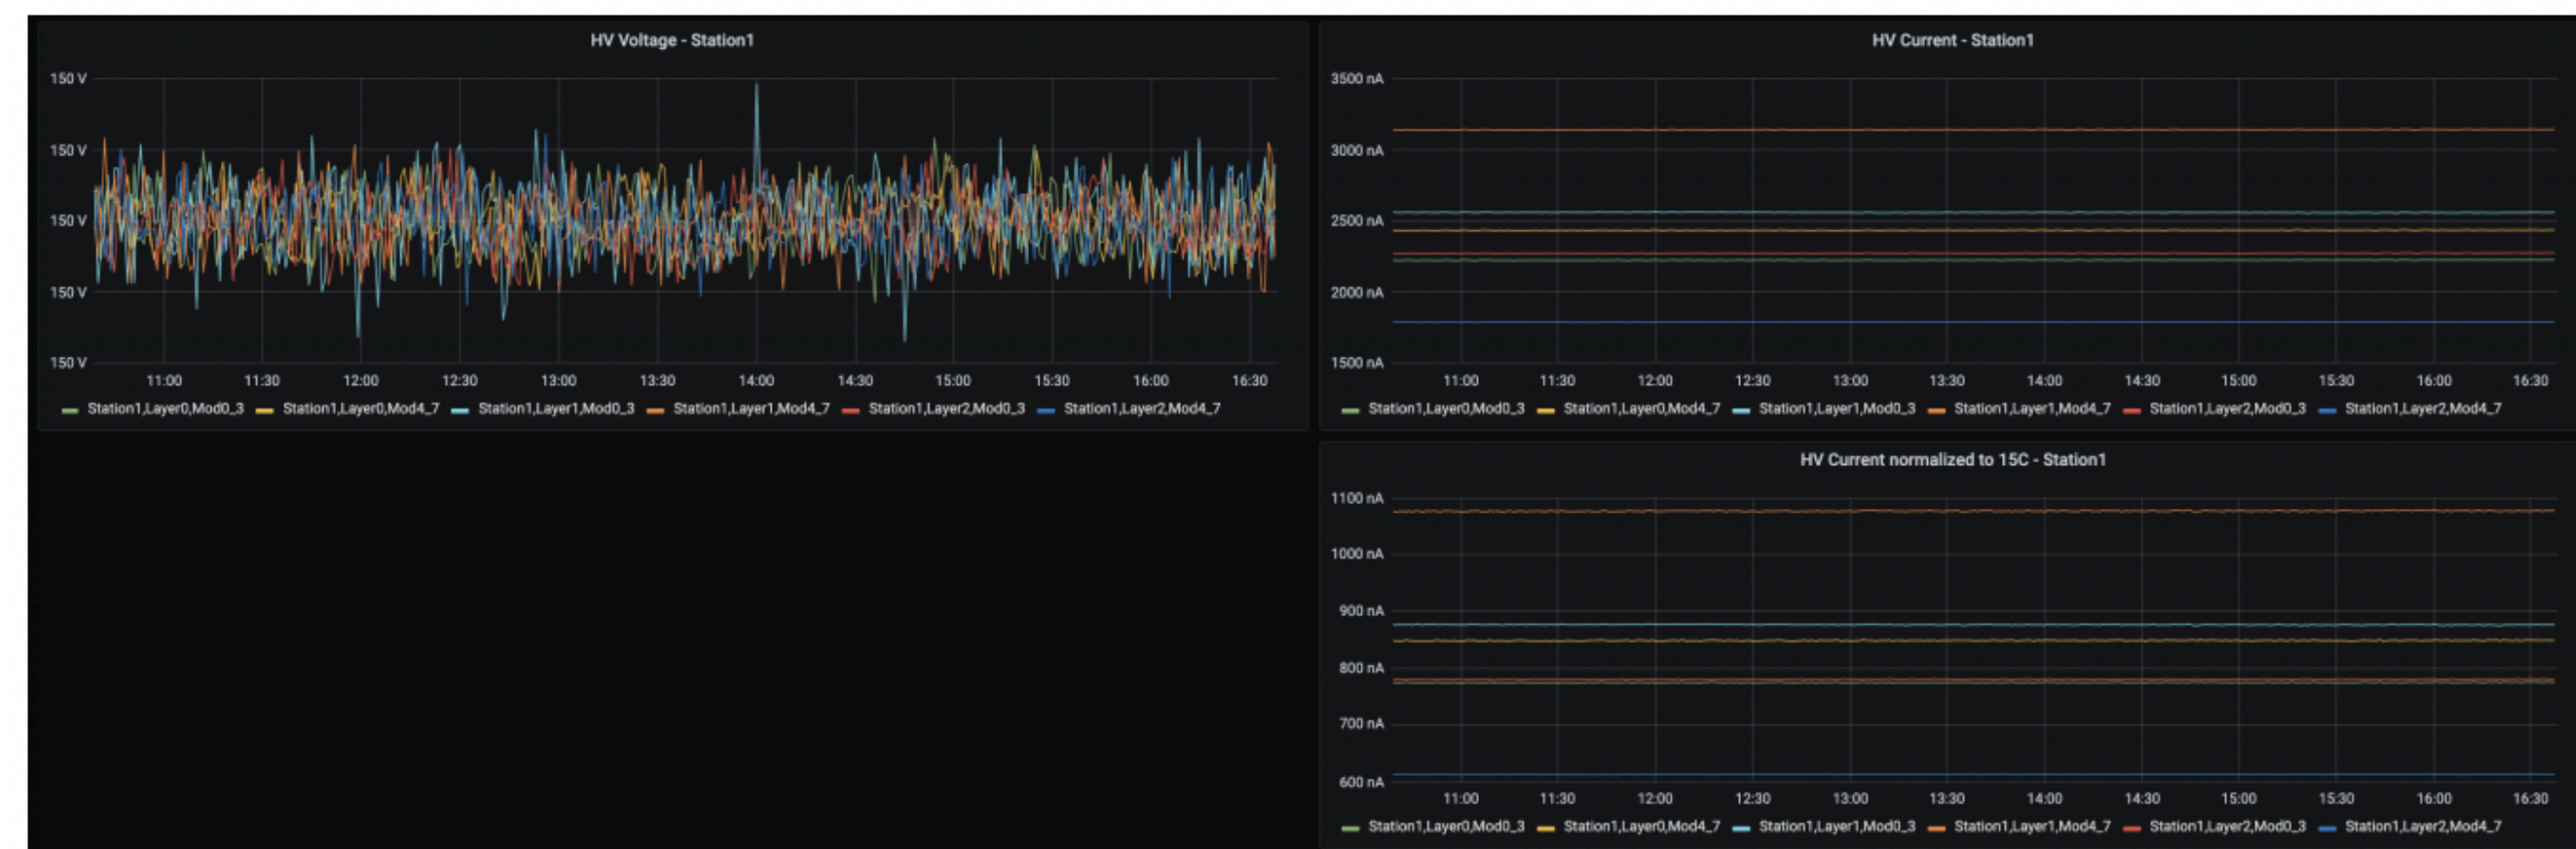 HV Voltage - Station1
150 V
150 V
150 V
150 V
150 V
11:00 11:30 12:00 12:30 13:00 13:30 14:00 14:30 15:00 15:30 16:00 16:30
Station1,Layer0,Mod0_3 Station1,Layer0,Mod4_7 Station1,Layer1,Mod0_3 Station1,Layer1,Mod4_7 Station1,Layer2,Mod0_3 Station1,Layer2,Mod4_7
HV Current - Station1
3500 nA
3000 nA
2500 nA
2000 nA
1500 nA
11:00 11:30 12:00 12:30 13:00 13:30 14:00 14:30 15:00 15:30 16:00 16:30
Station1,Layer0,Mod0_3 Station1,Layer0,Mod4_7 Station1,Layer1,Mod0_3 Station1,Layer1,Mod4_7 Station1,Layer2,Mod0_3 Station1,Layer2,Mod4_7
HV Current normalized to 15C - Station1
1100 nA
1000 nA
900 nA
800 nA
700 nA
600 nA
11:00 11:30 12:00 12:30 13:00 13:30 14:00 14:30 15:00 15:30 16:00 16:30
Station1,Layer0,Mod0_3 Station1,Layer0,Mod4_7 Station1,Layer1,Mod0_3 Station1,Layer1,Mod4_7 Station1,Layer2,Mod0_3 Station1,Layer2,Mod4_7